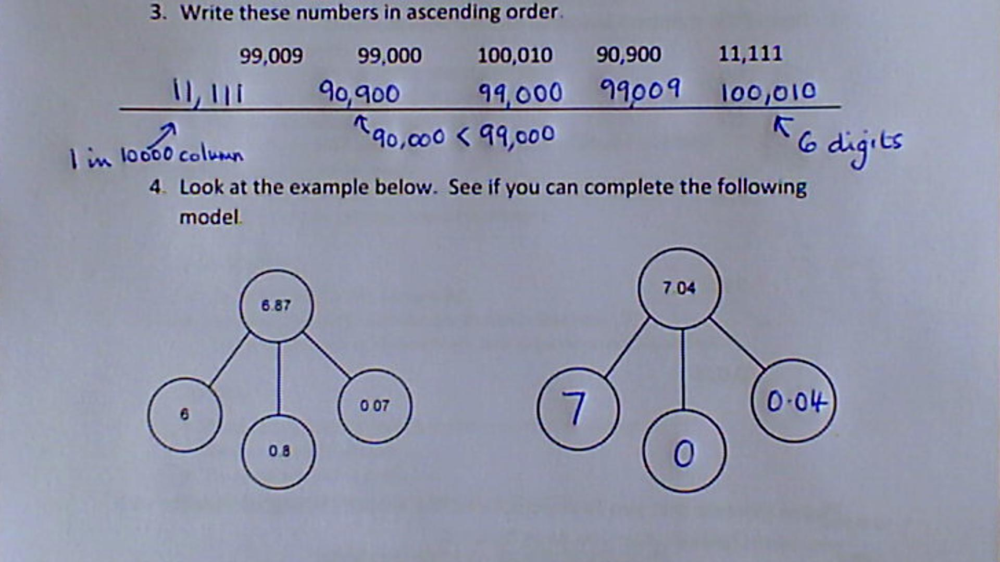 3. Write these numbers in ascending order.
99,009 99,000 100,010 90,900 11,111
11,111 90,900 99,000 99,009 100,010
90,000 < 99,000
6 digits
1 in 10000 column
4. Look at the example below. See if you can complete the following
model.
7.04
6.87
7 0.04
6 0.07
0.8 0